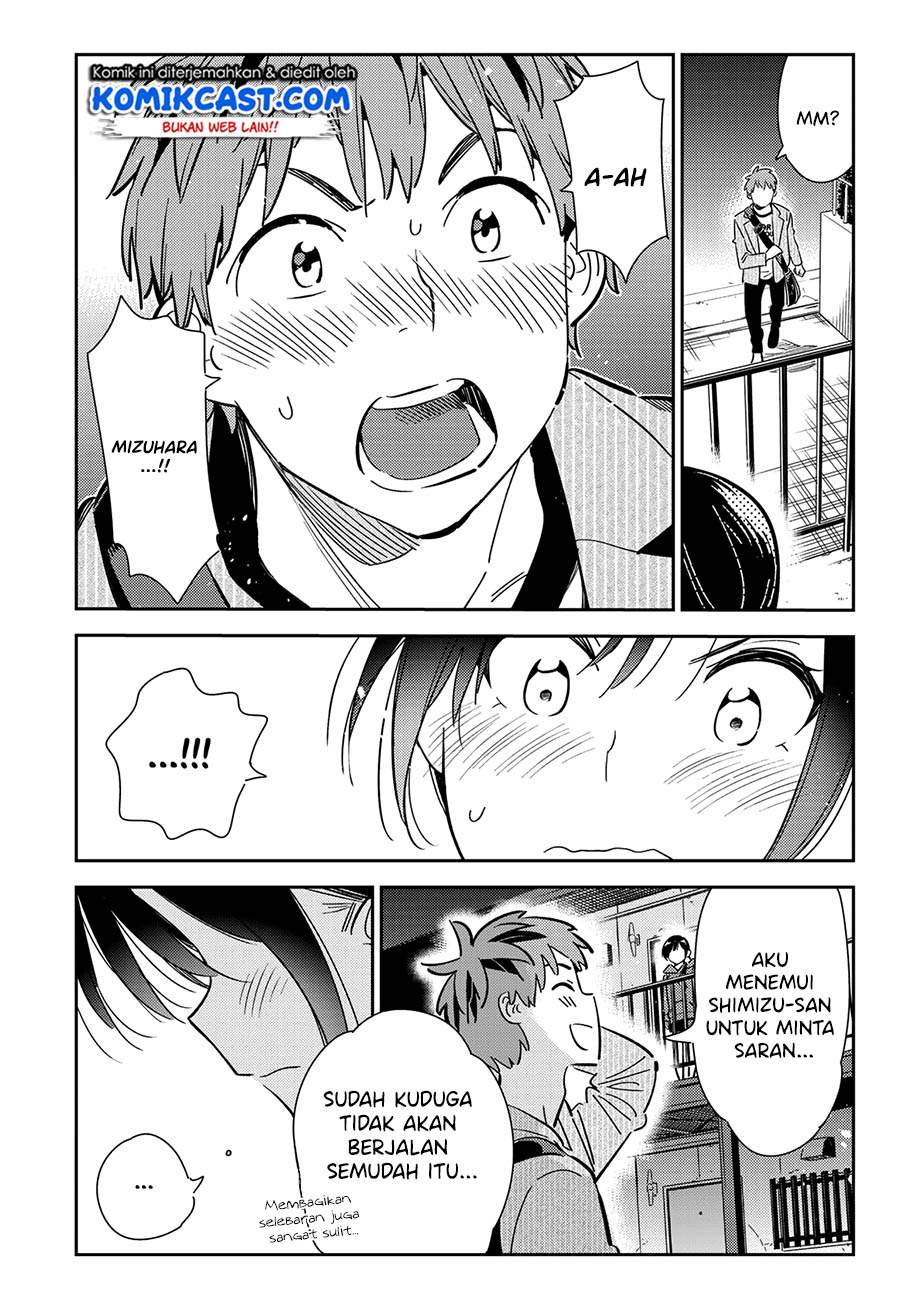 Komik ini diterjemahkan & diedit oleh
KOMIKCAST.COM
BUKAN WEB LAIN!!
MM?
A-AH
MIZUHARA
...!!
...!!!
AKU
MENEMUI
SHIMIZU-SAN
UNTUK MINTA
SARAN...
SUDAH KUDUGA
TIDAK AKAN
BERJALAN
SEMUDAH ITU...
Membagikan
selebaran juga
sangat sulit...
...